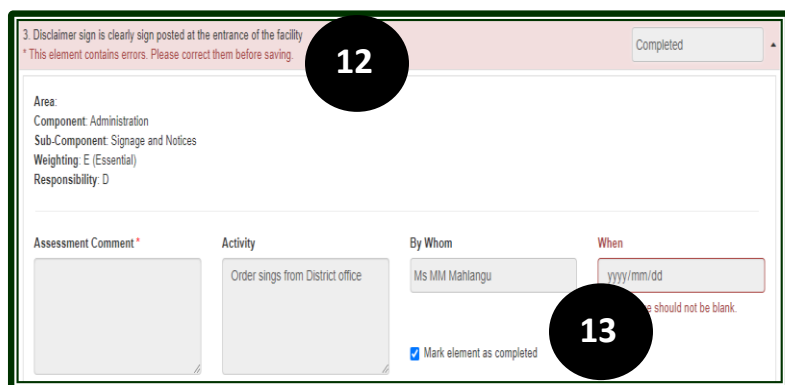 3. Disclaimer sign is clearly sign posted at the entrance of the facility
* This element contains errors. Please correct them before saving.
12
Completed
Area:
Component: Administration
Sub-Component: Signage and Notices
Weighting: E (Essential)
Responsibility: D
Assessment Comment * Activity By Whom When
Order sings from District office Ms MM Mahlangu yyyy/mm/dd
should not be blank.
13
Mark element as completed